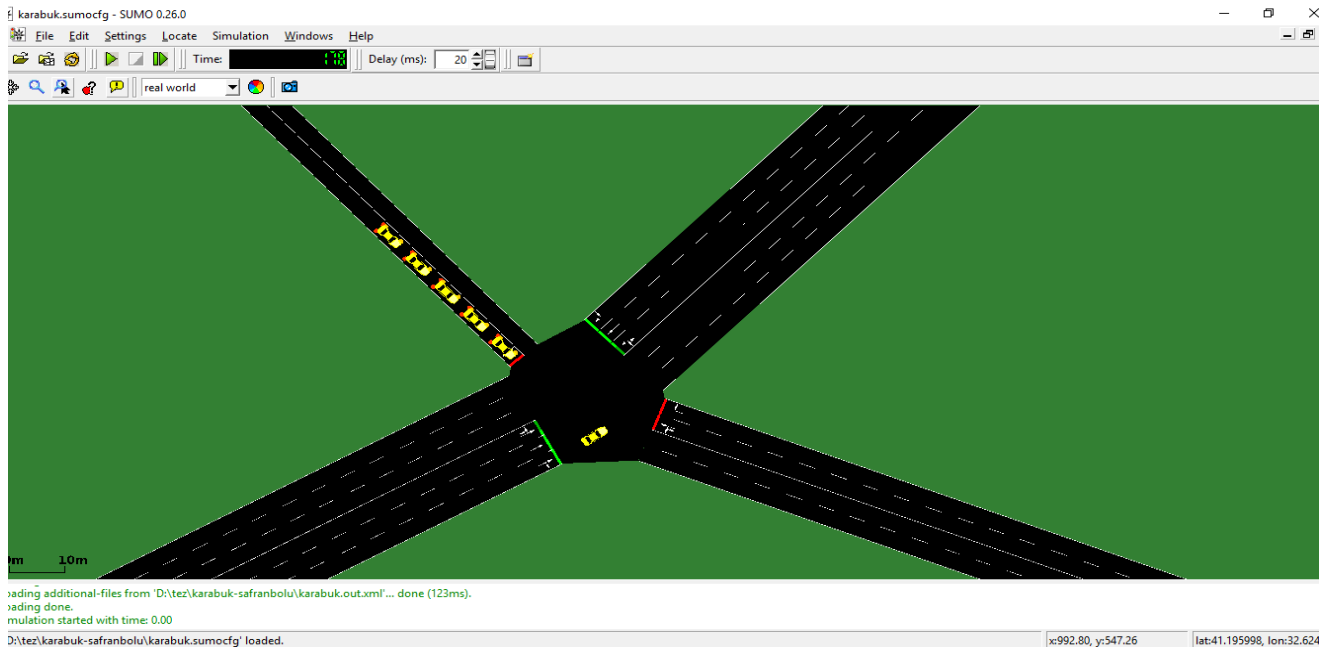 karabuk.sumocfg - SUMO 0.26.0
File Edit Settings Locate Simulation Windows Help
Time: 178 Delay (ms): 20
real world
10m
oading additional-files from 'D:\tez\karabuk-safranbolu\karabuk.out.xml'... done (123ms).
oading done.
mulation started with time: 0.00
D:\tez\karabuk-safranbolu\karabuk.sumocfg' loaded. x:992.80, y:547.26 lat:41.195998, lon:32.624